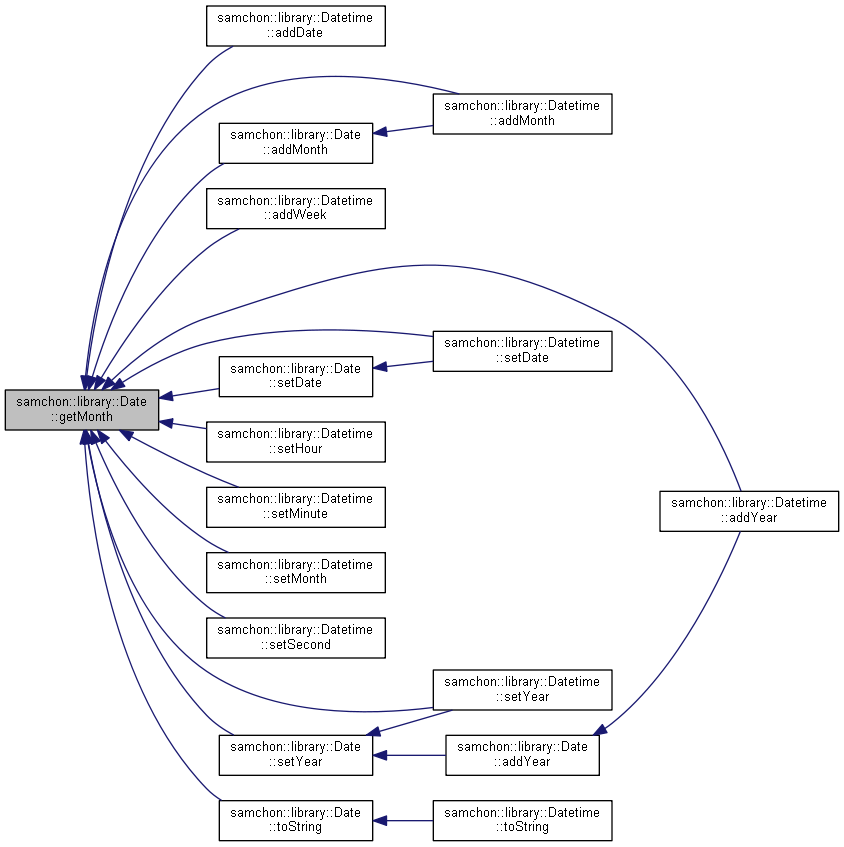 samchon::library::Datetime
::addDate
samchon::library::Datetime
::addMonth
samchon::library::Date
::addMonth
samchon::library::Datetime
::addWeek
samchon::library::Datetime
::setDate
samchon::library::Date
::setDate
samchon::library::Date
::getMonth
samchon::library::Datetime
::setHour
samchon::library::Datetime
::setMinute
samchon::library::Datetime
::addYear
samchon::library::Datetime
::setMonth
samchon::library::Datetime
::setSecond
samchon::library::Datetime
::setYear
samchon::library::Date
::setYear
samchon::library::Date
::addYear
samchon::library::Date
::toString
samchon::library::Datetime
::toString